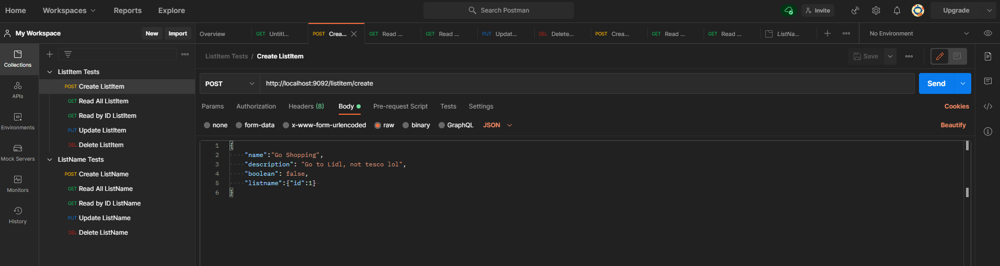 Home Workspaces Reports Explore Search Postman Invite Upgrade
My Workspace New Import
Overview GET Untitl... POST Crea... GET Read ... GET Read ... PUT Updat... DEL Delete... POST Crea... GET Read ... GET Read ... ListNa... No Environment
Collections
APIs
Environments
Mock Servers
Monitors
History
ListItem Tests
POST Create ListItem
GET Read All ListItem
GET Read by ID ListItem
PUT Update ListItem
DEL Delete ListItem
ListName Tests
POST Create ListName
GET Read All ListName
GET Read by ID ListName
PUT Update ListName
DEL Delete ListName
ListItem Tests / Create ListItem Save
POST http://localhost:9092/listitem/create Send
Params Authorization Headers (8) Body Pre-request Script Tests Settings Cookies
none form-data x-www-form-urlencoded raw binary GraphQL JSON Beautify
1 {
2 "name":"Go Shopping",
3 "description": "Go to Lidl, not tesco lol",
4 "boolean": false,
5 "listname":{"id":1}
6 }